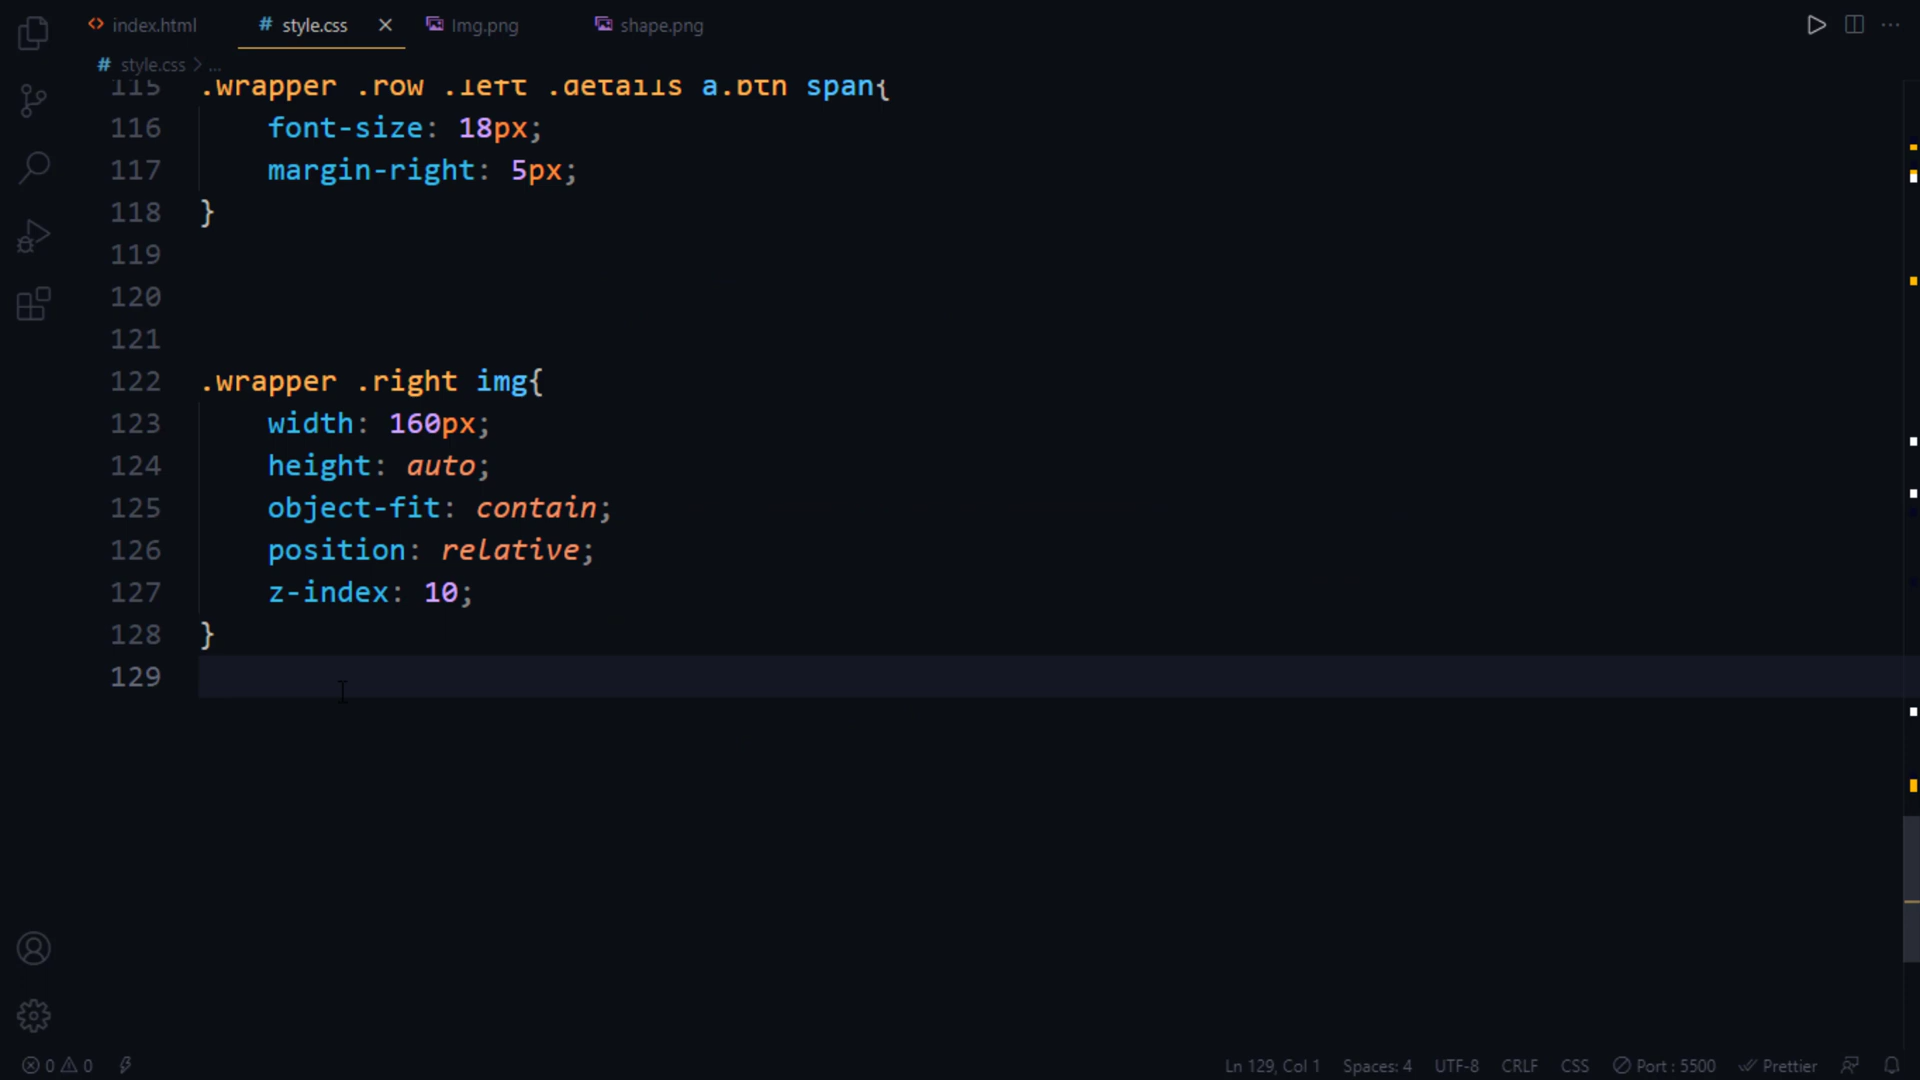 index.html
style.css
Img.png
shape.png
style.css > ...
115 .wrapper .row .left .details a.btn span{
116 font-size: 18px;
117 margin-right: 5px;
118 }
119
120
121
122 .wrapper .right img{
123 width: 160px;
124 height: auto;
125 object-fit: contain;
126 position: relative;
127 z-index: 10;
128 }
129
0 0 Ln 129, Col 1 Spaces: 4 UTF-8 CRLF CSS Port : 5500 Prettier